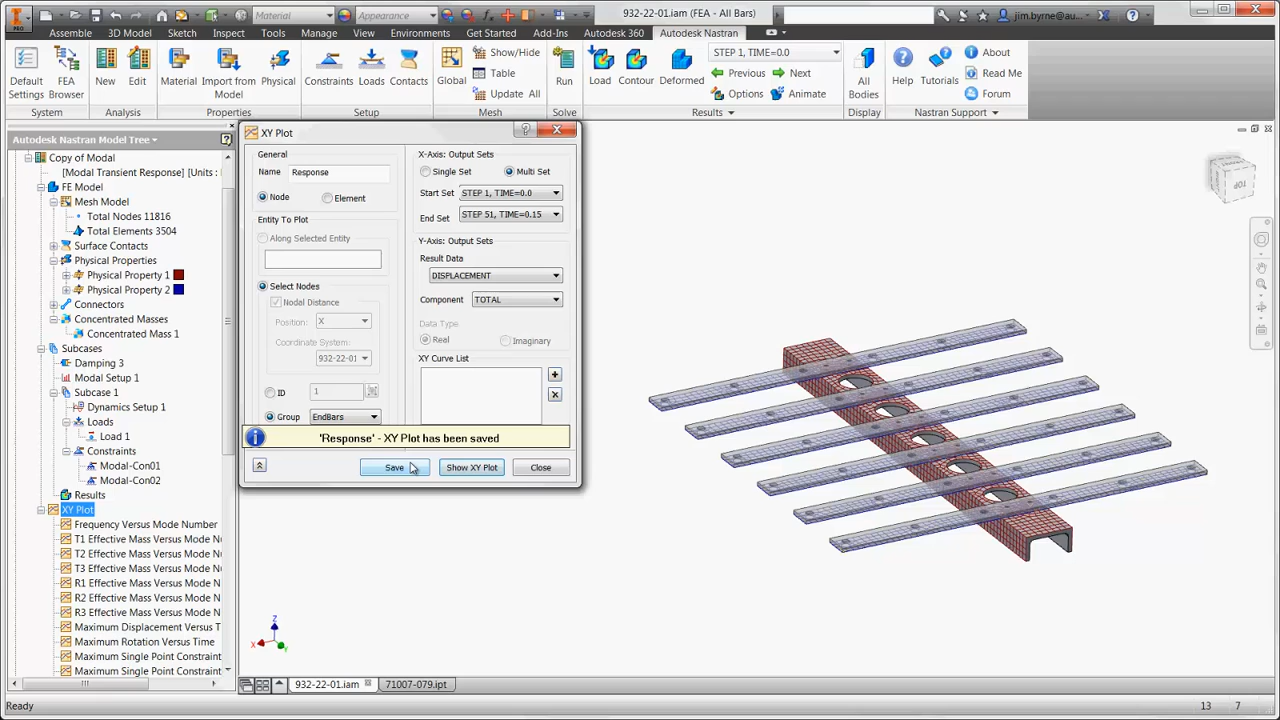 Material
Appearance
932-22-01.iam (FEA - All Bars)
jim.byrne@au...
PRO
Assemble 3D Model Sketch Inspect Tools Manage View Environments Get Started Add-Ins Autodesk 360 Autodesk Nastran
Default Settings
FEA Browser
System
New
Edit
Analysis
Material
Import from Model
Physical
Properties
Constraints
Loads
Contacts
Setup
Global
Show/Hide
Table
Update All
Mesh
Run
Solve
Load
Contour
Deformed
STEP 1, TIME=0.0
Previous
Next
Options
Animate
Results
All Bodies
Display
Help
Tutorials
About
Read Me
Forum
Nastran Support
Autodesk Nastran Model Tree
Copy of Modal
[Modal Transient Response] [Units :
FE Model
Mesh Model
Total Nodes 11816
Total Elements 3504
Surface Contacts
Physical Properties
Physical Property 1
Physical Property 2
Connectors
Concentrated Masses
Concentrated Mass 1
Subcases
Damping 3
Modal Setup 1
Subcase 1
Dynamics Setup 1
Loads
Load 1
Constraints
Modal-Con01
Modal-Con02
Results
XY Plot
Frequency Versus Mode Number
T1 Effective Mass Versus Mode N
T2 Effective Mass Versus Mode N
T3 Effective Mass Versus Mode N
R1 Effective Mass Versus Mode N
R2 Effective Mass Versus Mode N
R3 Effective Mass Versus Mode N
Maximum Displacement Versus T
Maximum Rotation Versus Time
Maximum Single Point Constraint
Maximum Single Point Constraint
XY Plot
General
Name Response
Node Element
Entity To Plot
Along Selected Entity
Select Nodes
Nodal Distance
Position: X
Coordinate System:
932-22-01
ID 1
Group EndBars
X-Axis: Output Sets
Single Set Multi Set
Start Set STEP 1, TIME=0.0
End Set STEP 51, TIME=0.15
Y-Axis: Output Sets
Result Data
DISPLACEMENT
Component TOTAL
Data Type
Real Imaginary
XY Curve List
'Response' - XY Plot has been saved
Save Show XY Plot Close
TOP
Z
X
Y
932-22-01.iam
71007-079.ipt
Ready
13 7